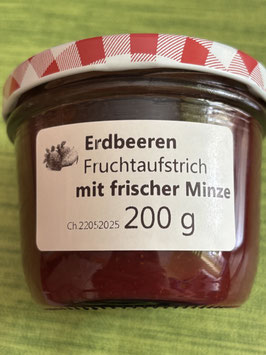 Erdbeeren
Fruchtaufstrich
mit frischer Minze
Ch.22052025 200 g